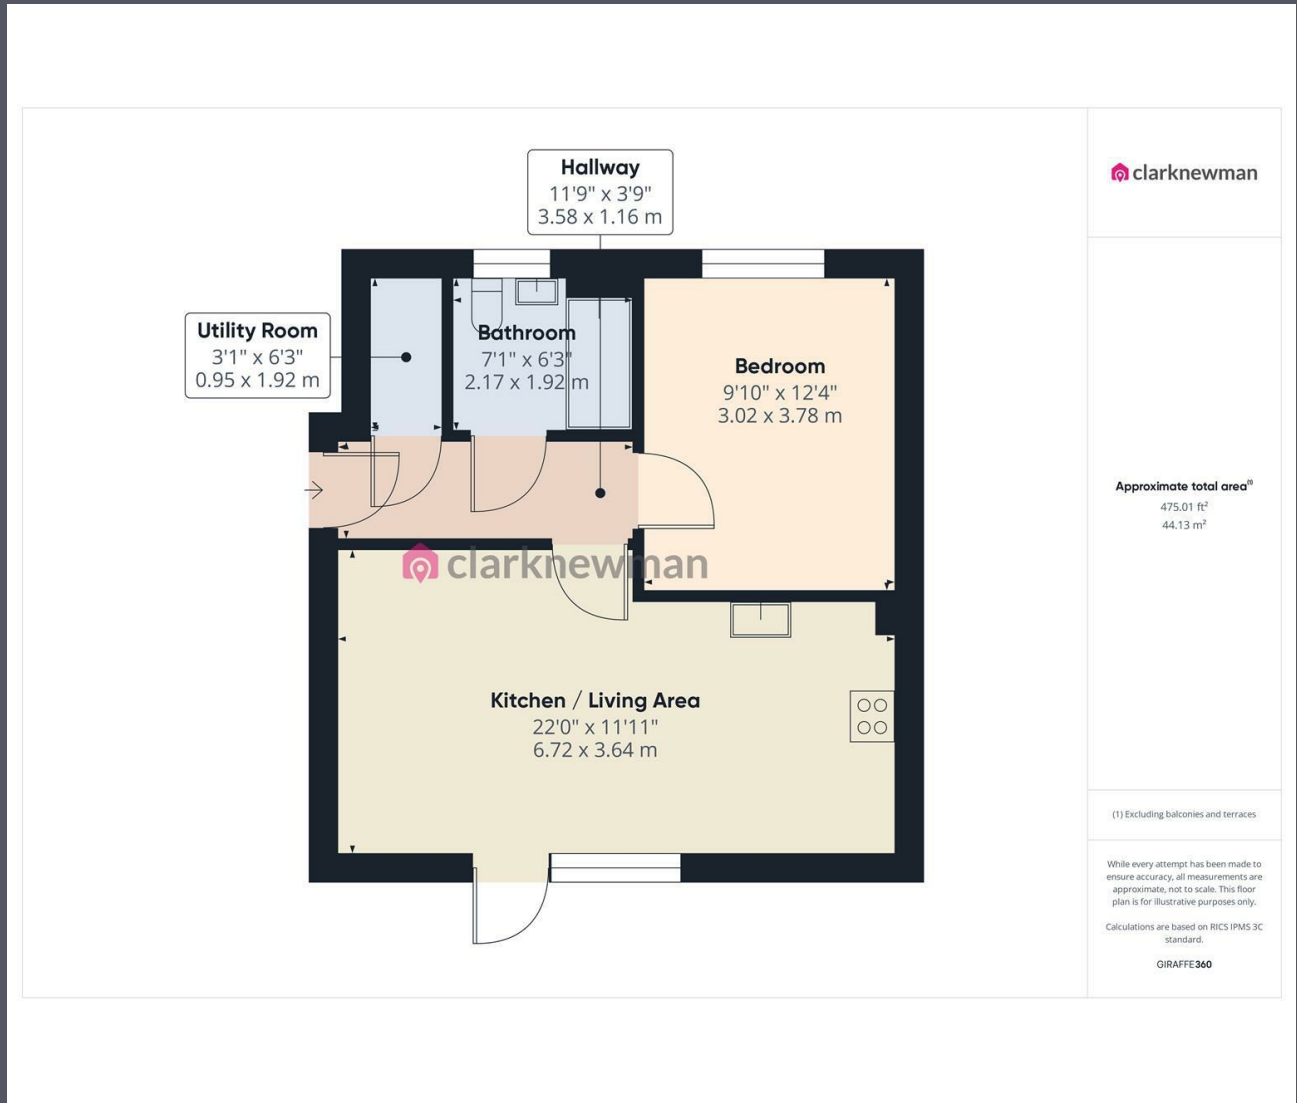 Hallway
11'9" x 3'9"
3.58 x 1.16 m
clarknewman
Utility Room
3'1" x 6'3"
0.95 x 1.92 m
Bathroom
7'1" x 6'3"
2.17 x 1.92 m
Bedroom
9'10" x 12'4"
3.02 x 3.78 m
clarknewman
Kitchen / Living Area
22'0" x 11'11"
6.72 x 3.64 m
Approximate total area⁽¹⁾
475.01 ft²
44.13 m²
(1) Excluding balconies and terraces
While every attempt has been made to
ensure accuracy, all measurements are
approximate, not to scale. This floor
plan is for illustrative purposes only.
Calculations are based on RICS IPMS 3C
standard.
GIRAFFE360